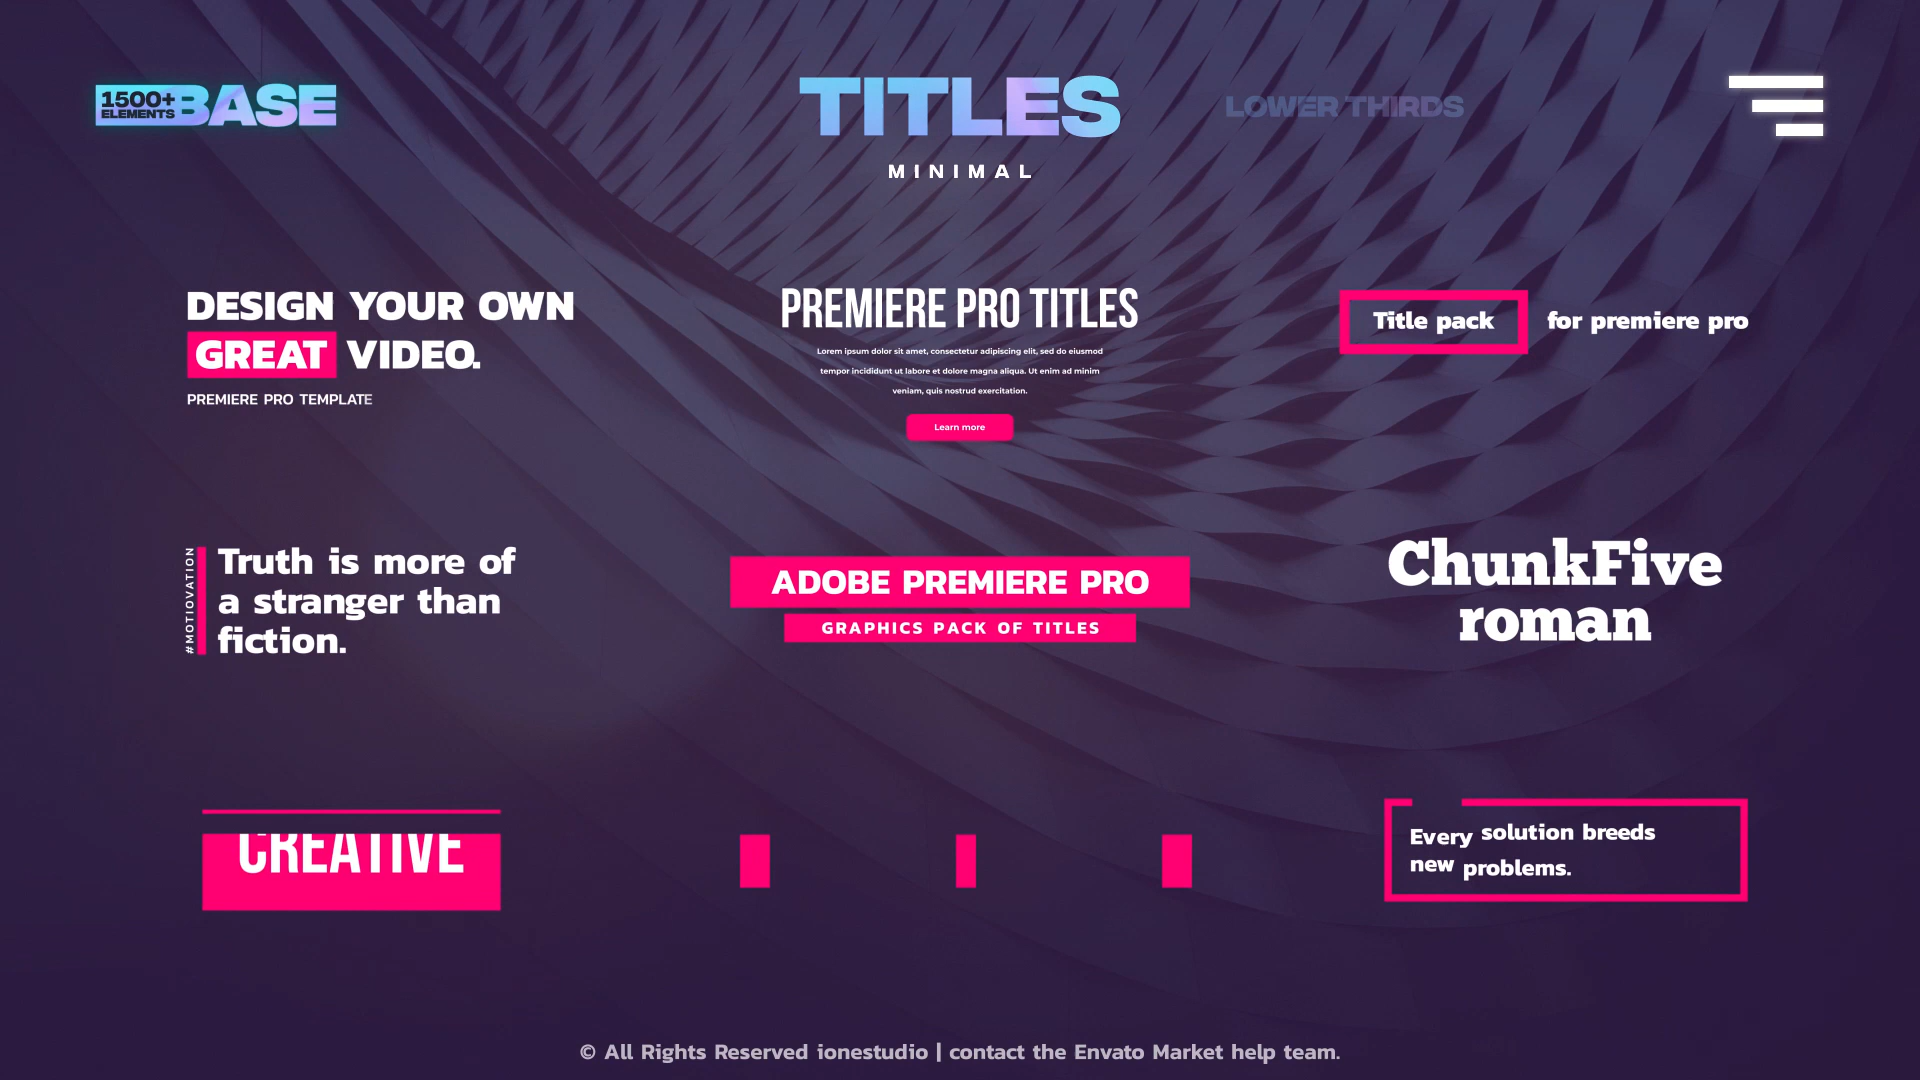 1500+
ELEMENTS
BASE
TITLES
LOWER THIRDS
MINIMAL
DESIGN YOUR OWN
GREAT VIDEO.
PREMIERE PRO TEMPLATE
PREMIERE PRO TITLES
Lorem ipsum dolor sit amet, consectetur adipiscing elit, sed do eiusmod
tempor incididunt ut labore et dolore magna aliqua. Ut enim ad minim
veniam, quis nostrud exercitation.
Learn more
Title pack for premiere pro
#MOTIOVATION
Truth is more of
a stranger than
fiction.
ADOBE PREMIERE PRO
GRAPHICS PACK OF TITLES
ChunkFive
roman
CREATIVE
Every solution breeds
new problems.
© All Rights Reserved ionestudio | contact the Envato Market help team.